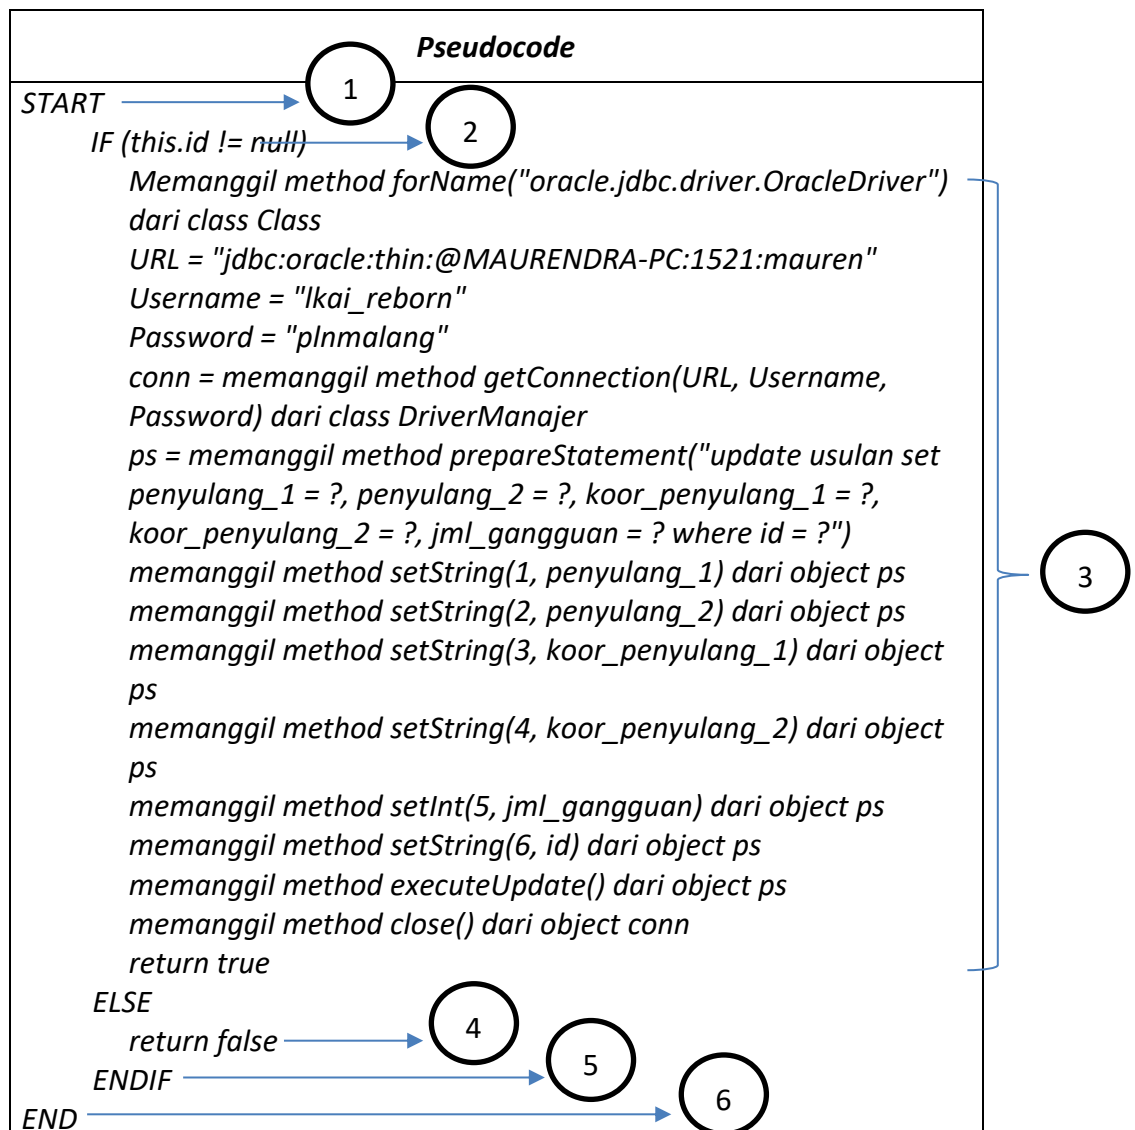 Pseudocode
START
1
IF (this.id != null)
2
Memanggil method forName("oracle.jdbc.driver.OracleDriver")
dari class Class
URL = "jdbc:oracle:thin:@MAURENDRA-PC:1521:mauren"
Username = "lkai_reborn"
Password = "plnmalang"
conn = memanggil method getConnection(URL, Username,
Password) dari class DriverManajer
ps = memanggil method prepareStatement("update usulan set
penyulang_1 = ?, penyulang_2 = ?, koor_penyulang_1 = ?,
koor_penyulang_2 = ?, jml_gangguan = ? where id = ?")
memanggil method setString(1, penyulang_1) dari object ps
memanggil method setString(2, penyulang_2) dari object ps
memanggil method setString(3, koor_penyulang_1) dari object
ps
memanggil method setString(4, koor_penyulang_2) dari object
ps
memanggil method setInt(5, jml_gangguan) dari object ps
memanggil method setString(6, id) dari object ps
memanggil method executeUpdate() dari object ps
memanggil method close() dari object conn
return true
3
ELSE
return false
4
ENDIF
5
END
6